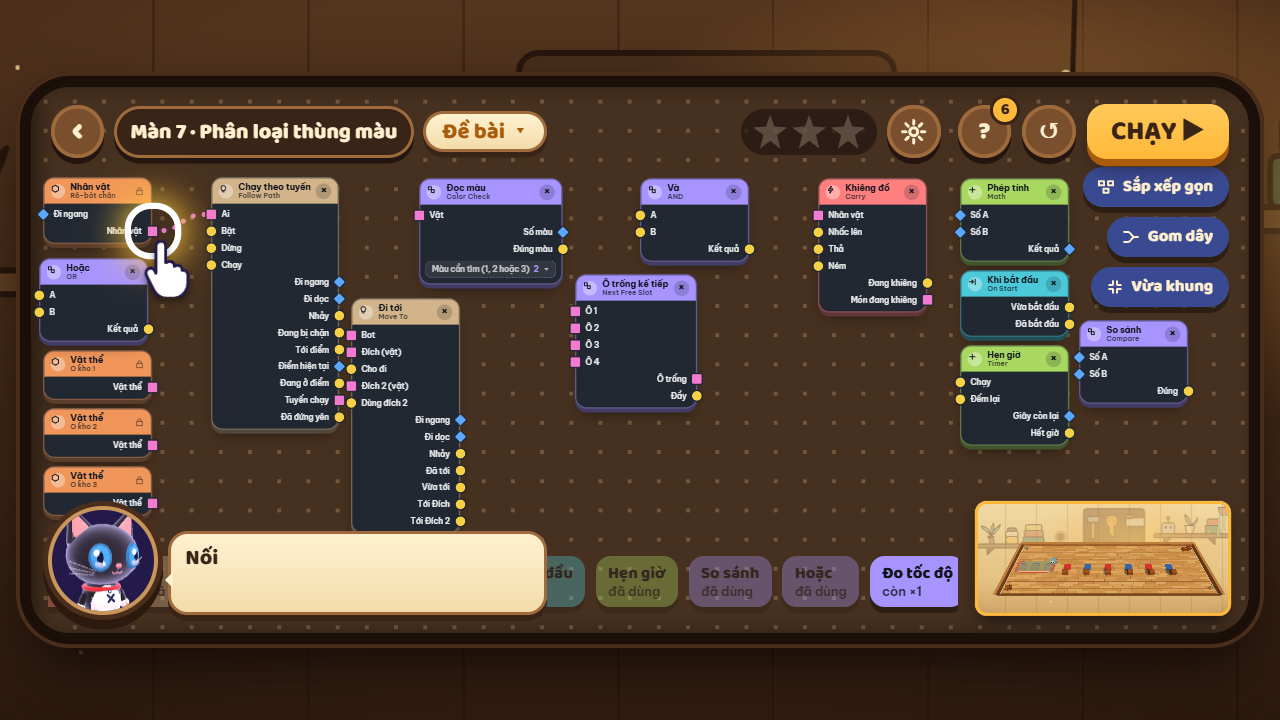 Màn 7 · Phân loại thùng màu
Đề bài
6
?
CHẠY
Sắp xếp gọn
Gom dây
Vừa khung
Nhân vật
Rô-bốt chân
Đi ngang
Nhân vật
Hoặc
OR
A
B
Kết quả
Vật thể
O kho 1
Vật thể
Vật thể
O kho 2
Vật thể
Vật thể
O kho 3
Vật thể
Chạy theo tuyến
Follow Path
Ai
Bật
Dừng
Chạy
Đi ngang
Đi dọc
Nhảy
Đang bị chặn
Tới điểm
Điểm hiện tại
Đang ở điểm
Tuyến chạy
Đã đứng yên
Đi tới
Move To
Bot
Đích (vật)
Cho đi
Đích 2 (vật)
Dùng đích 2
Đi ngang
Đi dọc
Nhảy
Đã tới
Vừa tới
Tới Đích
Tới Đích 2
Đọc màu
Color Check
Vật
Số màu
Đúng màu
Màu cần tìm (1, 2 hoặc 3) 2
Ô trống kế tiếp
Next Free Slot
Ô 1
Ô 2
Ô 3
Ô 4
Ô trống
Đầy
Và
AND
A
B
Kết quả
Khiêng đồ
Carry
Nhân vật
Nhấc lên
Thả
Ném
Đang khiêng
Món đang khiêng
Phép tính
Math
Số A
Số B
Kết quả
Khi bắt đầu
On Start
Vừa bắt đầu
Đã bắt đầu
Hẹn giờ
Timer
Chạy
Đếm lại
Giây còn lại
Hết giờ
So sánh
Compare
Số A
Số B
Đúng
Nối
đầu
Hẹn giờ
đã dùng
So sánh
đã dùng
Hoặc
đã dùng
Đo tốc độ
còn ×1